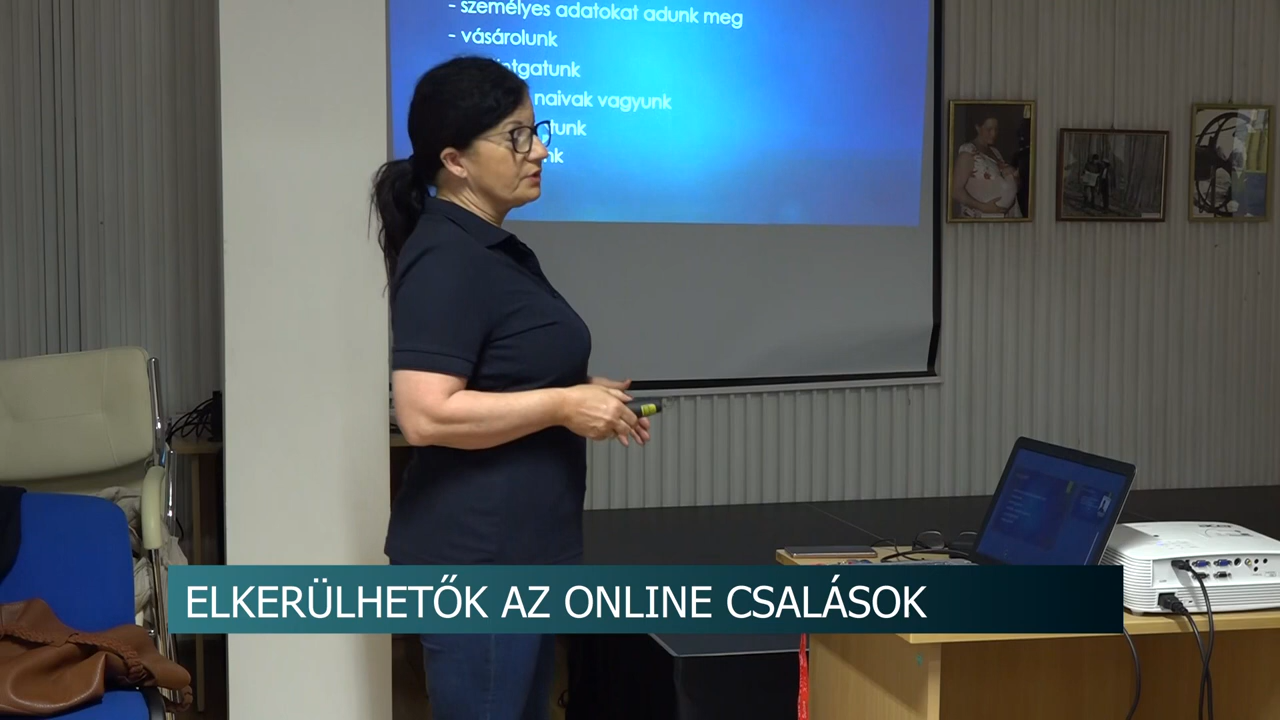 - személyes adatokat adunk meg
- vásárolunk
naivak vagyunk
ELKERÜLHETŐK AZ ONLINE CSALÁSOK